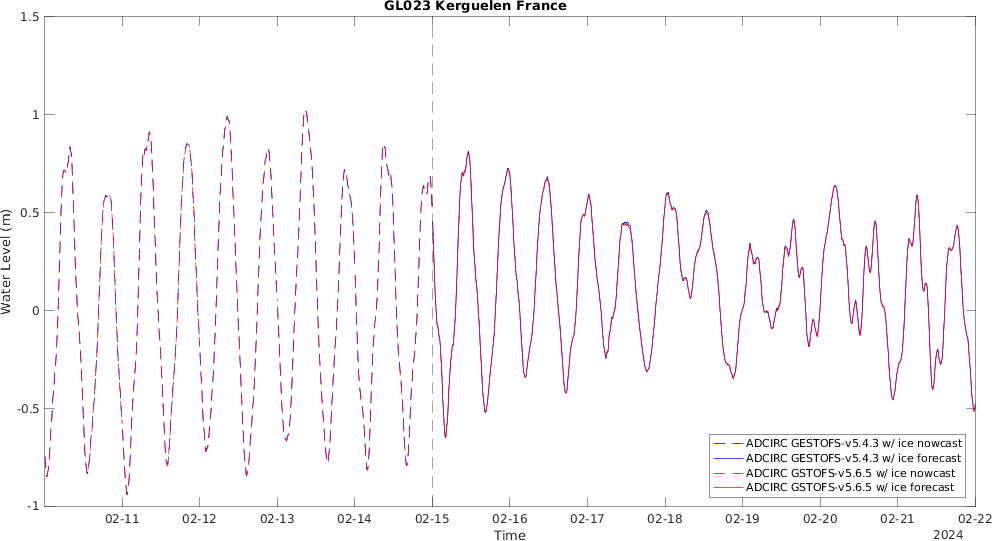 GL023 Kerguelen France
1.5
1
0.5
0
-0.5
-1
Water Level (m)
ADCIRC GESTOFS-v5.4.3 w/ ice nowcast
ADCIRC GESTOFS-v5.4.3 w/ ice forecast
ADCIRC GSTOFS-v5.6.5 w/ ice nowcast
ADCIRC GSTOFS-v5.6.5 w/ ice forecast
02-11 02-12 02-13 02-14 02-15 02-16 02-17 02-18 02-19 02-20 02-21 02-22
Time
2024